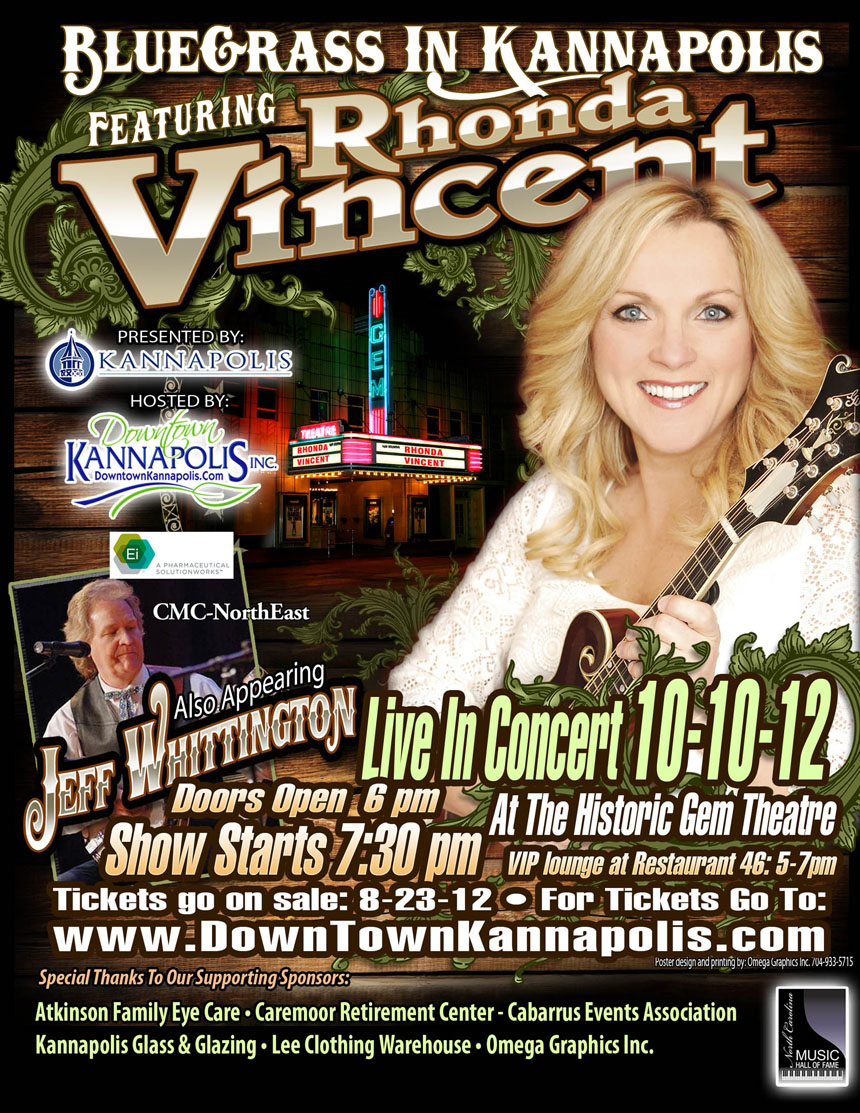 BlueGrass In Kannapolis
Featuring
Rhonda
Vincent
PRESENTED BY:
KANNAPOLIS
HOSTED BY:
Downtown
KANNAPOLIS INC.
DowntownKannapolis.Com
GEM
THEATRE
RHONDA
VINCENT
RHONDA
VINCENT
Ei
A PHARMACEUTICAL
SOLUTIONWORKS™
CMC-NorthEast
Also Appearing
Jeff Whittington
Live In Concert 10-10-12
Doors Open 6 pm
At The Historic Gem Theatre
Show Starts 7:30 pm
VIP lounge at Restaurant 46: 5-7pm
Tickets go on sale: 8-23-12 • For Tickets Go To:
www.DownTownKannapolis.com
Poster design and printing by: Omega Graphics Inc. 704-933-5715
Special Thanks To Our Supporting Sponsors:
Atkinson Family Eye Care • Caremoor Retirement Center - Cabarrus Events Association
Kannapolis Glass & Glazing • Lee Clothing Warehouse • Omega Graphics Inc.
North Carolina
MUSIC
HALL OF FAME